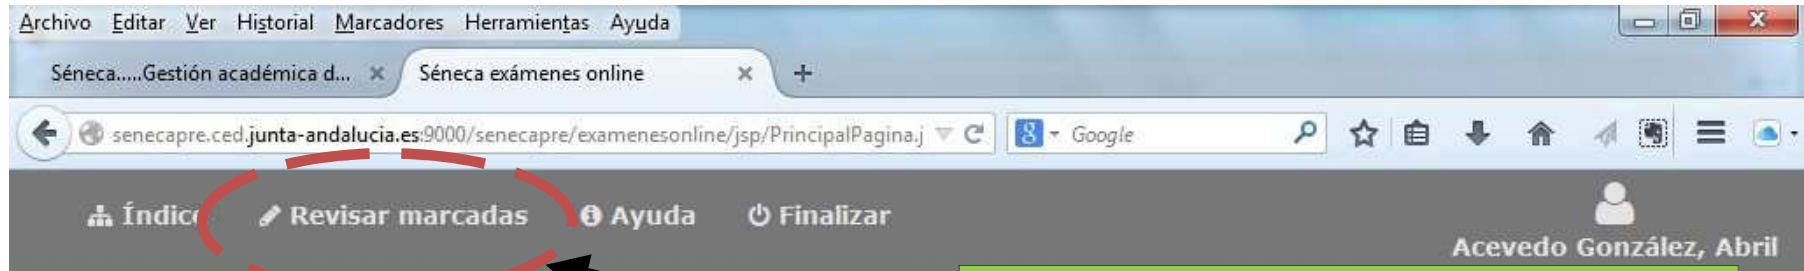 Archivo Editar Ver Historial Marcadores Herramientas Ayuda
Séneca.....Gestión académica d... Séneca exámenes online
senecapre.ced.junta-andalucia.es:9000/senecapre/examenesonline/jsp/PrincipalPagina.j Google
Índice Revisar marcadas Ayuda Finalizar
Acevedo González, Abril